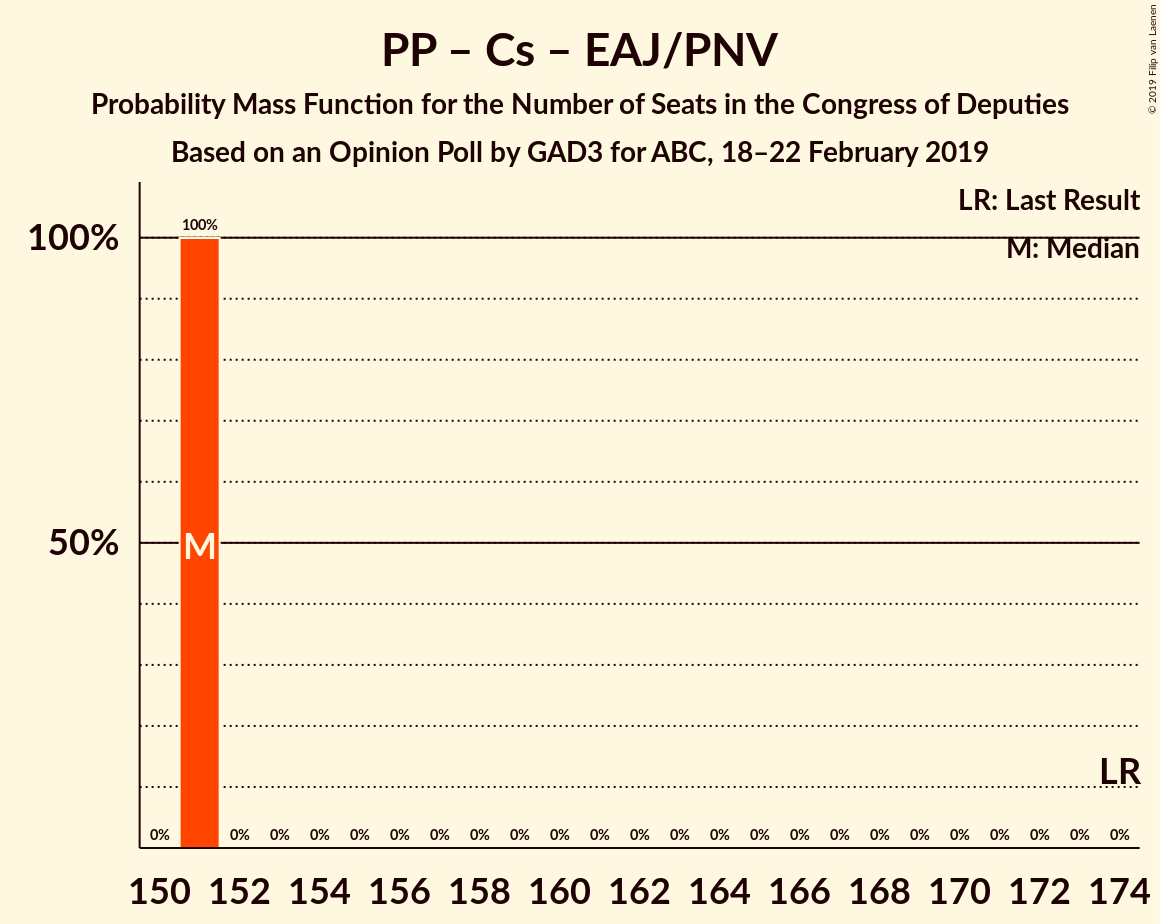 PP – Cs – EAJ/PNV
Probability Mass Function for the Number of Seats in the Congress of Deputies
Based on an Opinion Poll by GAD3 for ABC, 18–22 February 2019
© 2019 Filip van Laenen
LR: Last Result
M: Median
100%
100%
50%
M
LR
0% 0% 0% 0% 0% 0% 0% 0% 0% 0% 0% 0% 0% 0% 0% 0% 0% 0% 0% 0% 0% 0% 0% 0%
150 152 154 156 158 160 162 164 166 168 170 172 174